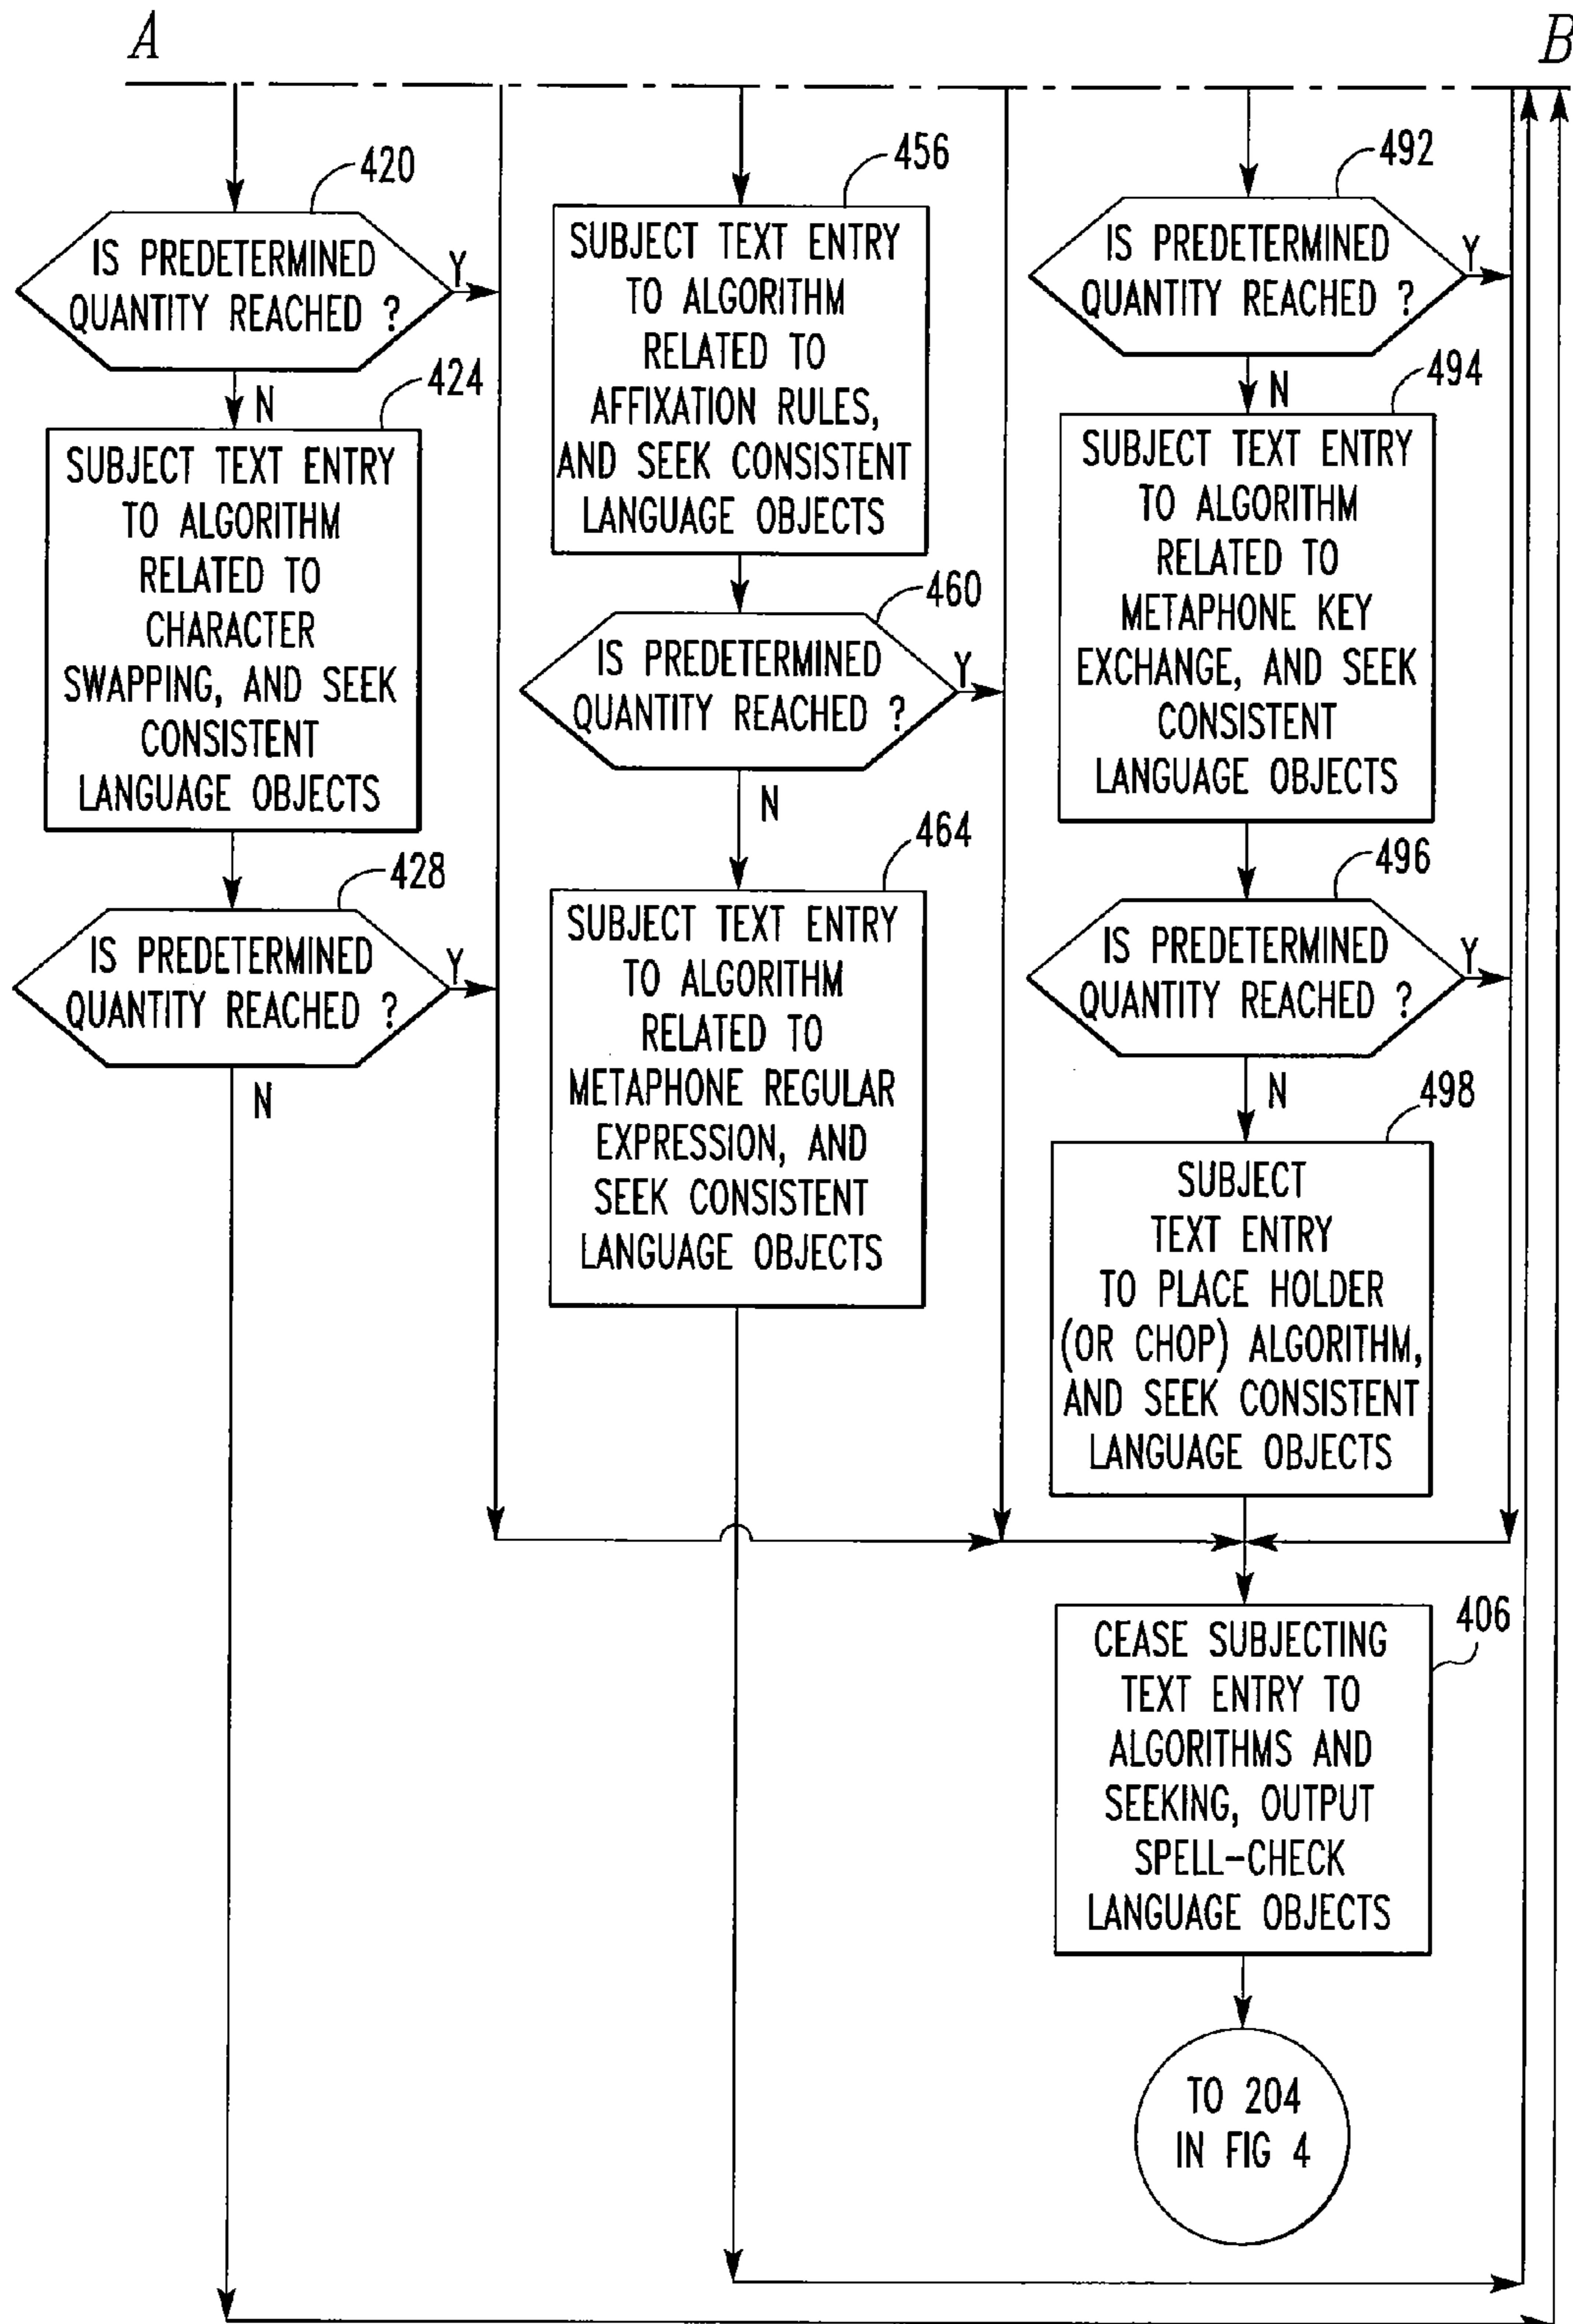 A
B
420
IS PREDETERMINED
QUANTITY REACHED ?
Y
N
424
SUBJECT TEXT ENTRY
TO ALGORITHM
RELATED TO
CHARACTER
SWAPPING, AND SEEK
CONSISTENT
LANGUAGE OBJECTS
428
IS PREDETERMINED
QUANTITY REACHED ?
Y
N
456
SUBJECT TEXT ENTRY
TO ALGORITHM
RELATED TO
AFFIXATION RULES,
AND SEEK CONSISTENT
LANGUAGE OBJECTS
460
IS PREDETERMINED
QUANTITY REACHED ?
Y
N
464
SUBJECT TEXT ENTRY
TO ALGORITHM
RELATED TO
METAPHONE REGULAR
EXPRESSION, AND
SEEK CONSISTENT
LANGUAGE OBJECTS
492
IS PREDETERMINED
QUANTITY REACHED ?
Y
N
494
SUBJECT TEXT ENTRY
TO ALGORITHM
RELATED TO
METAPHONE KEY
EXCHANGE, AND SEEK
CONSISTENT
LANGUAGE OBJECTS
496
IS PREDETERMINED
QUANTITY REACHED ?
Y
N
498
SUBJECT
TEXT ENTRY
TO PLACE HOLDER
(OR CHOP) ALGORITHM,
AND SEEK CONSISTENT
LANGUAGE OBJECTS
406
CEASE SUBJECTING
TEXT ENTRY TO
ALGORITHMS AND
SEEKING, OUTPUT
SPELL-CHECK
LANGUAGE OBJECTS
TO 204
IN FIG 4